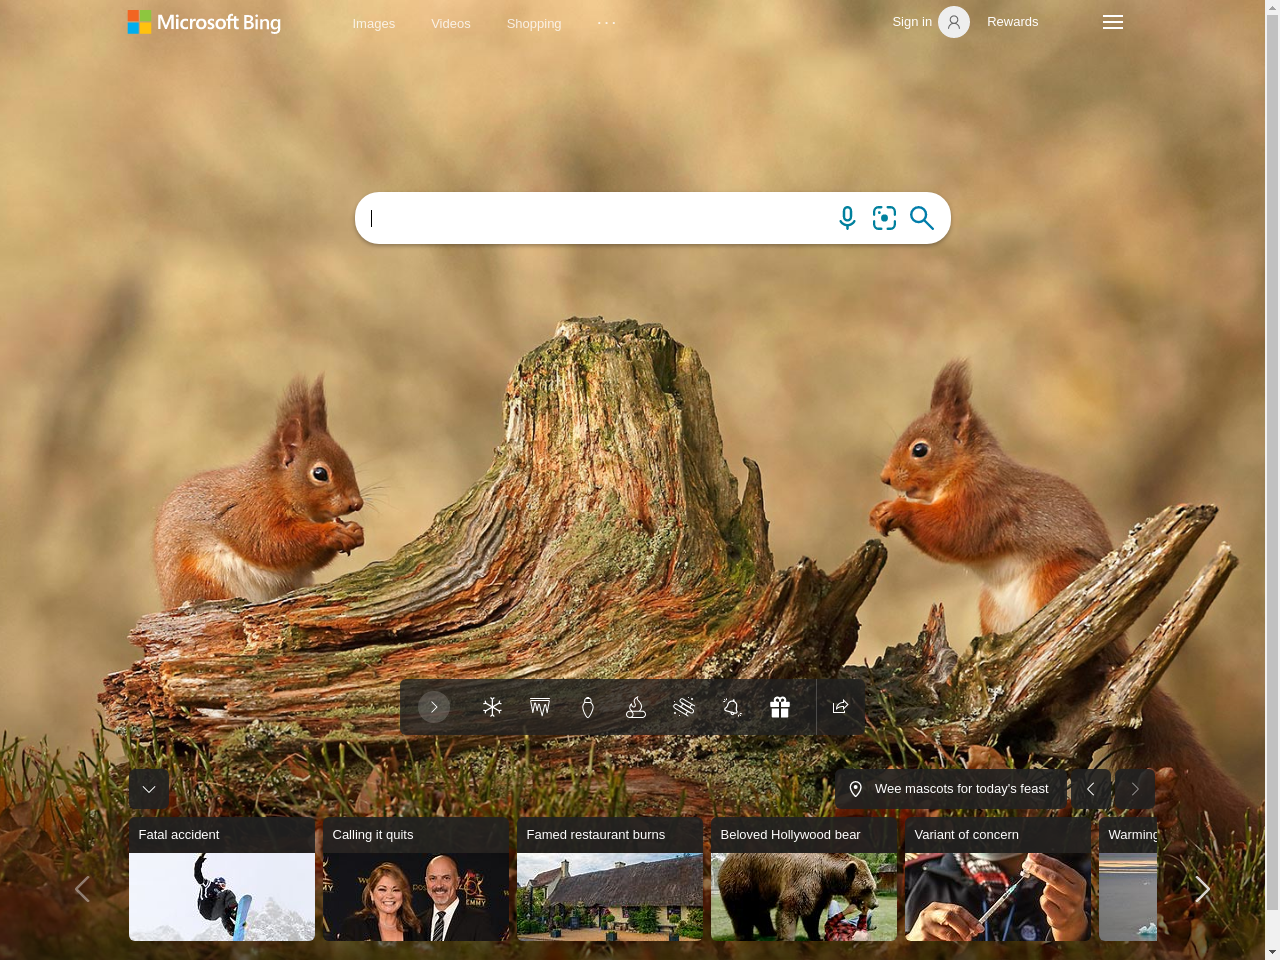 Microsoft Bing
Images
Videos
Shopping
Sign in
Rewards
Wee mascots for today's feast
Fatal accident
Calling it quits
Famed restaurant burns
Beloved Hollywood bear
Variant of concern
Warming